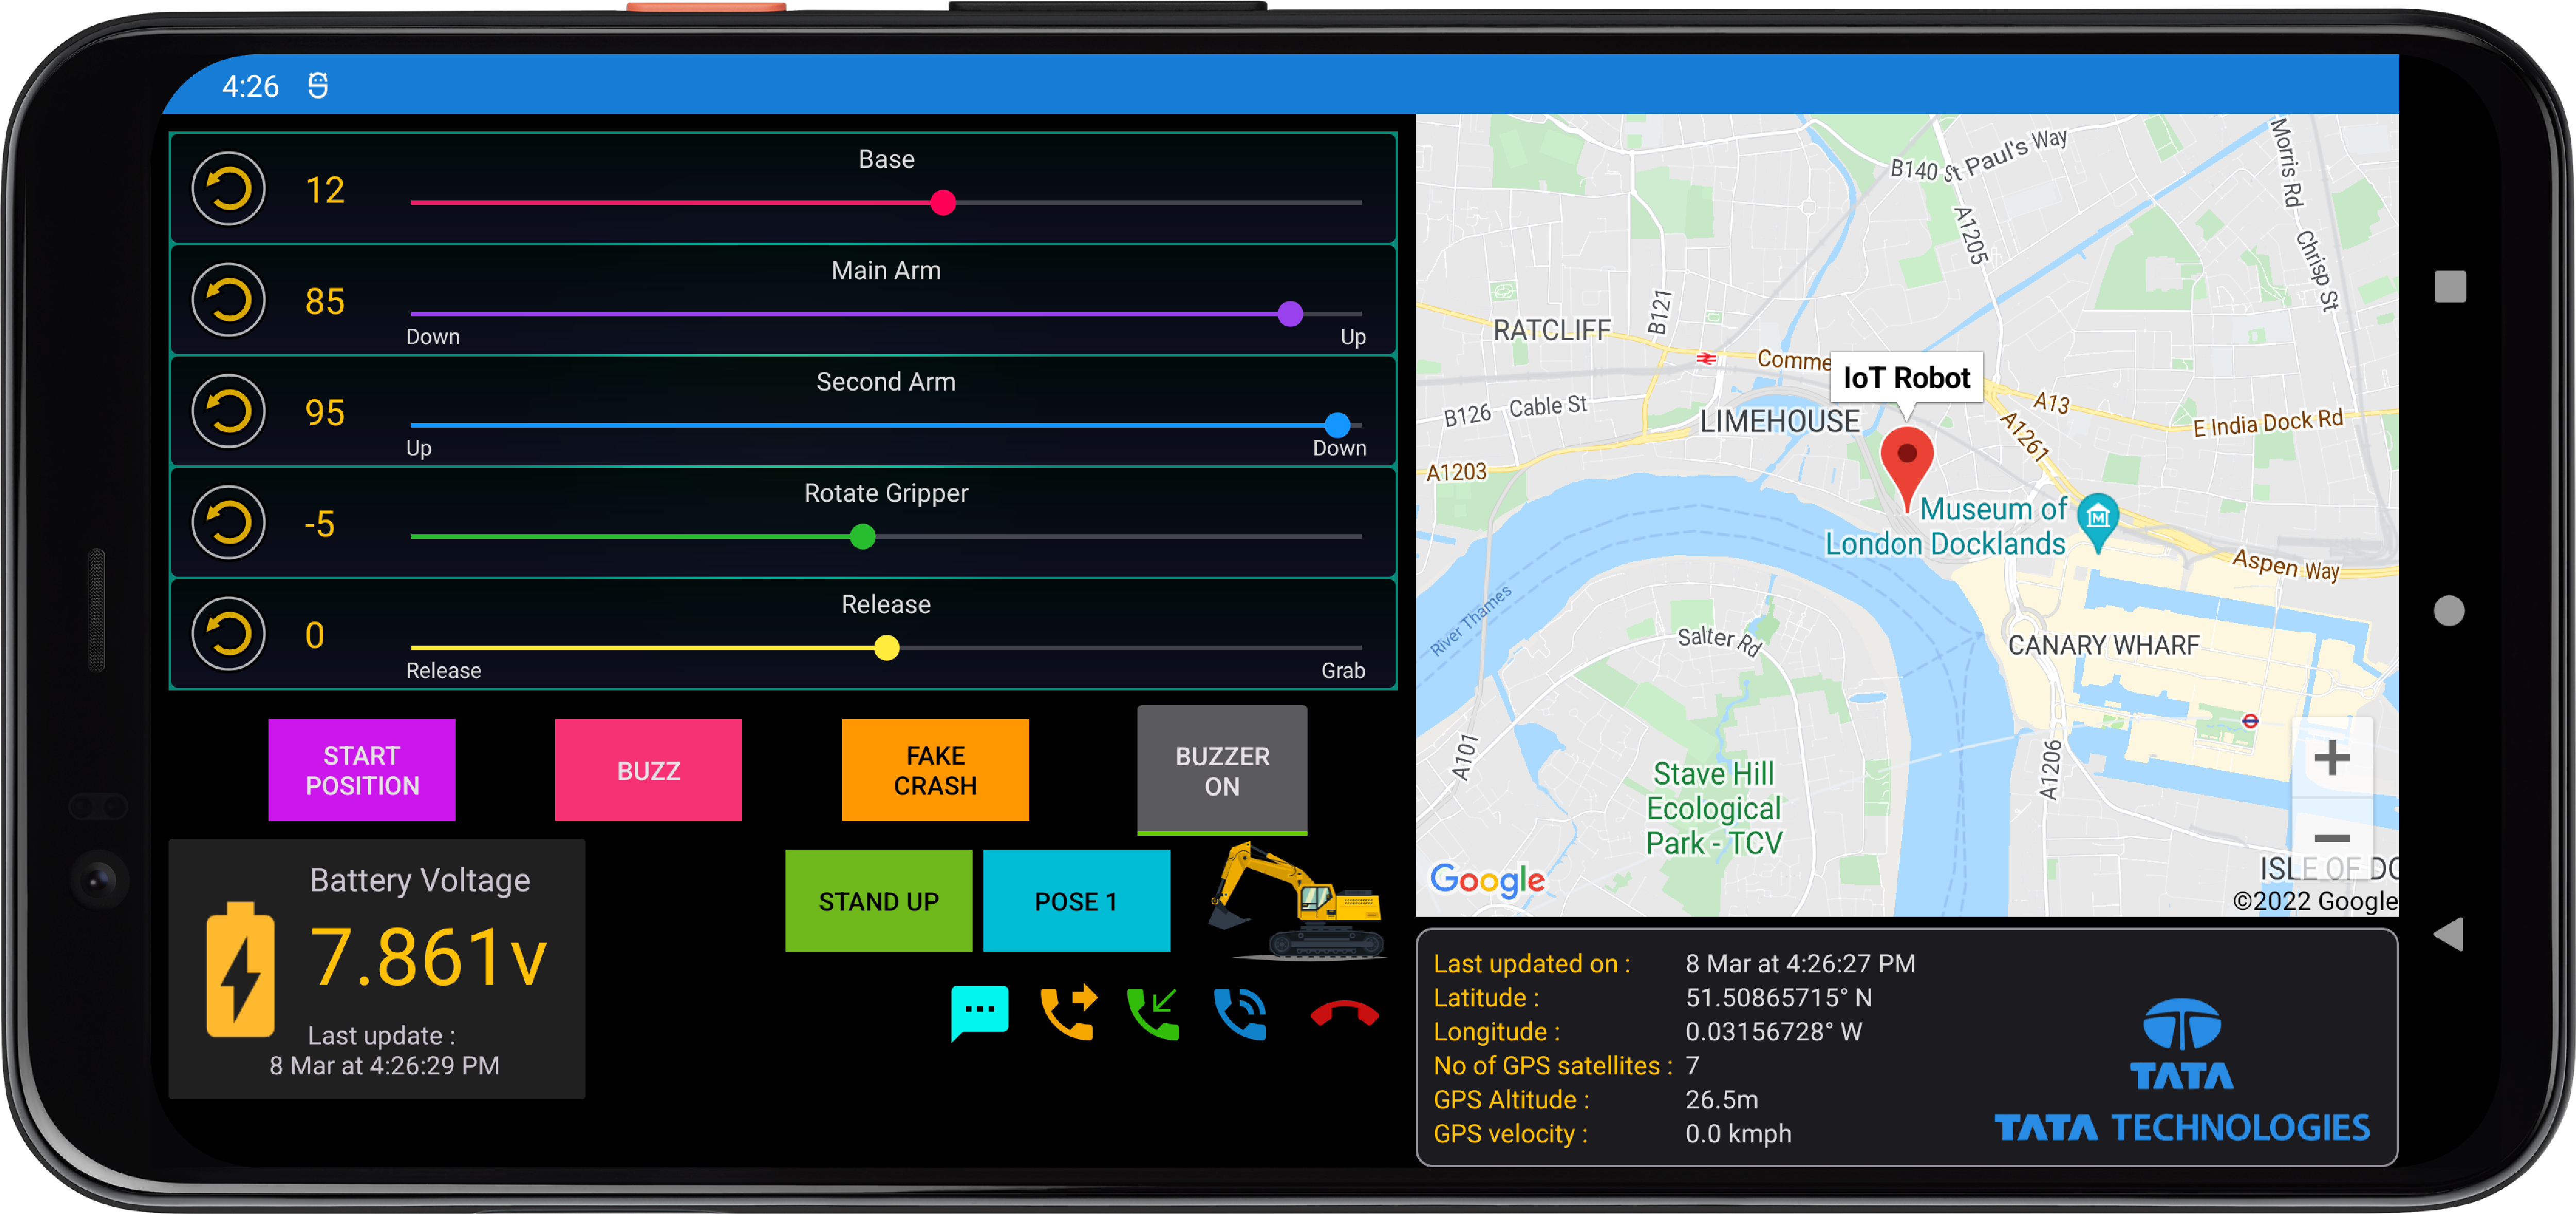 4:26
Base
12
Main Arm
85
Down Up
Second Arm
95
Up Down
Rotate Gripper
-5
Release
0
Release Grab
START
POSITION
BUZZ
FAKE
CRASH
BUZZER
ON
STAND UP
POSE 1
Battery Voltage
7.861v
Last update :
8 Mar at 4:26:29 PM
B140 St Paul's Way
Morris Rd
A1205
Chrisp St
B121
RATCLIFF
Comme
IoT Robot
A13
B126 Cable St
LIMEHOUSE
E India Dock Rd
A1261
A1203
Museum of
London Docklands
Aspen Way
River Thames
Salter Rd
CANARY WHARF
A101
A1206
Stave Hill
Ecological
Park - TCV
+
−
ISLE OF DO
Google
©2022 Google
Last updated on : 8 Mar at 4:26:27 PM
Latitude : 51.50865715° N
Longitude : 0.03156728° W
No of GPS satellites : 7
GPS Altitude : 26.5m
GPS velocity : 0.0 kmph
TATA
TATA TECHNOLOGIES